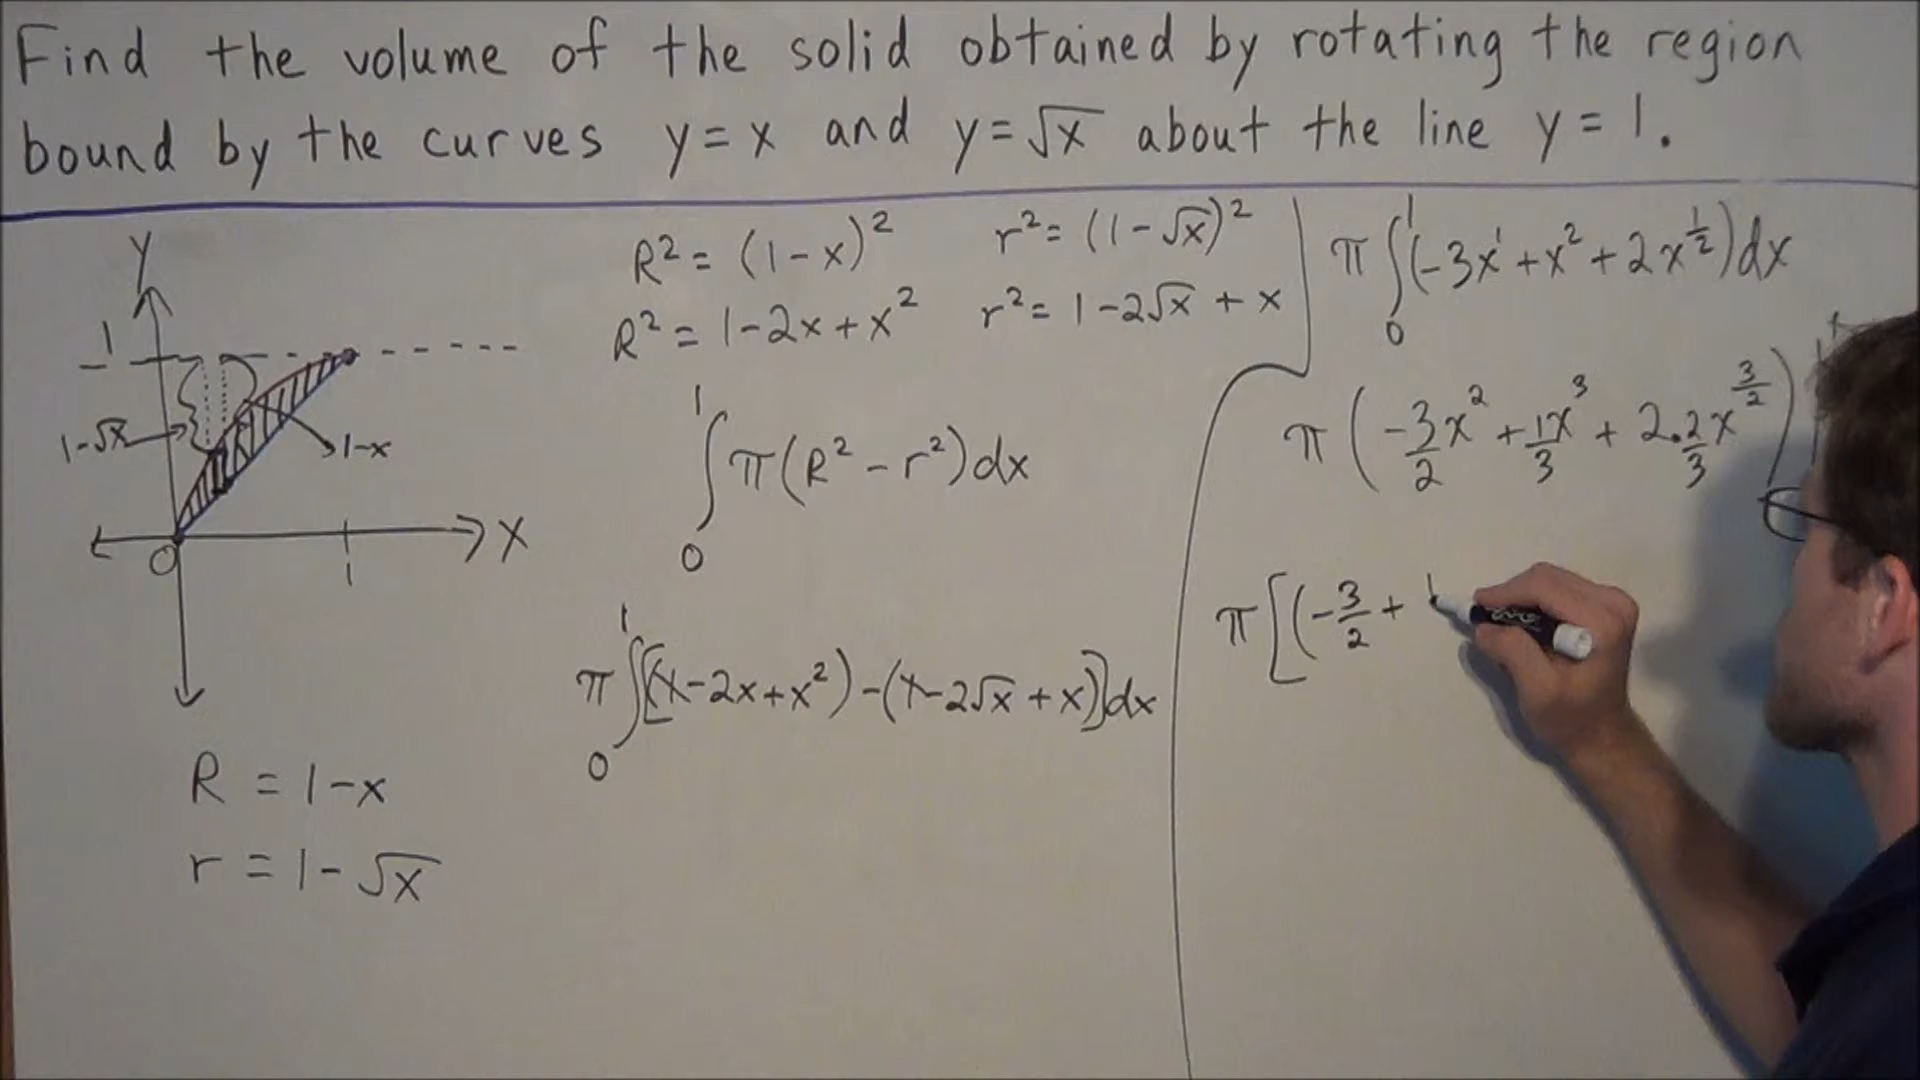 Find the volume of the solid obtained by rotating the region
bound by the curves y = x and y = √x about the line y = 1.
y
1
1-√x
1-x
0
1
x
R = 1-x
r = 1-√x
R² = (1-x)²
r² = (1-√x)²
R² = 1-2x+x²
r² = 1-2√x + x
∫₀¹ π(R² - r²)dx
π∫₀¹[(1-2x+x²)-(1-2√x+x)]dx
π∫₀¹(-3x¹+x²+2x^(1/2))dx
π(-3/2 x² + 1/3 x³ + 2·2/3 x^(3/2))
π[(-3/2 + 1